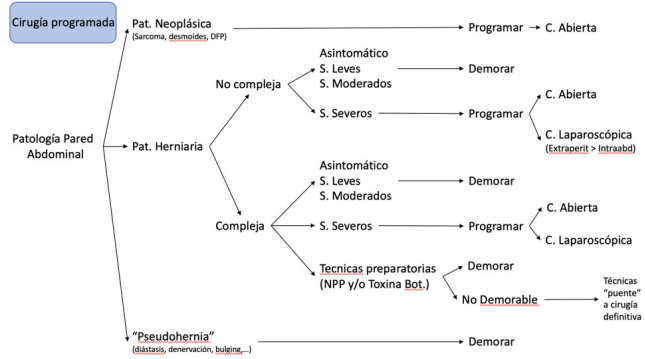 Cirugía programada
Patología Pared
Abdominal
Pat. Neoplásica
(Sarcoma, desmoides, DFP)
Programar
C. Abierta
Pat. Herniaria
No compleja
Asintomático
S. Leves
S. Moderados
Demorar
S. Severos
Programar
C. Abierta
C. Laparoscópica
(Extraperit > Intraabd)
Compleja
Asintomático
S. Leves
S. Moderados
Demorar
S. Severos
Programar
C. Abierta
C. Laparoscópica
Tecnicas preparatorias
(NPP y/o Toxina Bot.)
Demorar
No Demorable
Técnicas
“puente”
a cirugía
definitiva
“Pseudohernia”
(diástasis, denervación, bulging,...)
Demorar